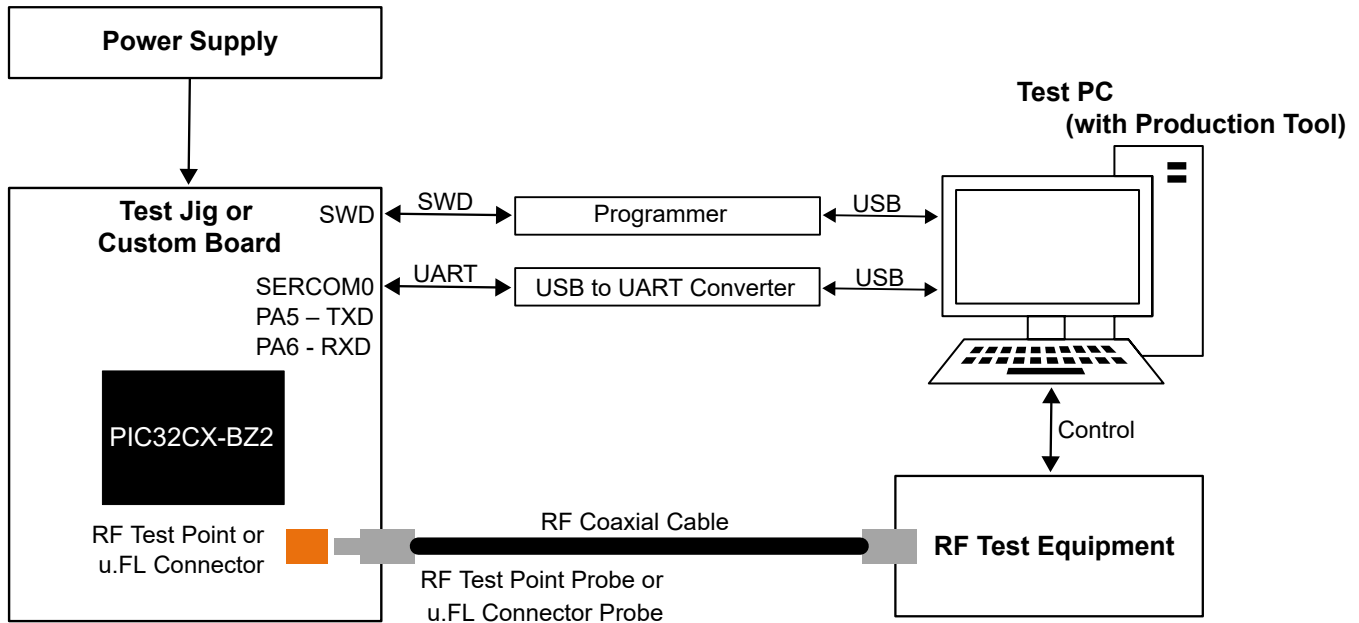 Power Supply
Test PC
(with Production Tool)
Test Jig or
Custom Board
SWD
SWD
Programmer
USB
SERCOM0
PA5 – TXD
PA6 - RXD
UART
USB to UART Converter
USB
PIC32CX-BZ2
Control
RF Test Point or
u.FL Connector
RF Coaxial Cable
RF Test Point Probe or
u.FL Connector Probe
RF Test Equipment